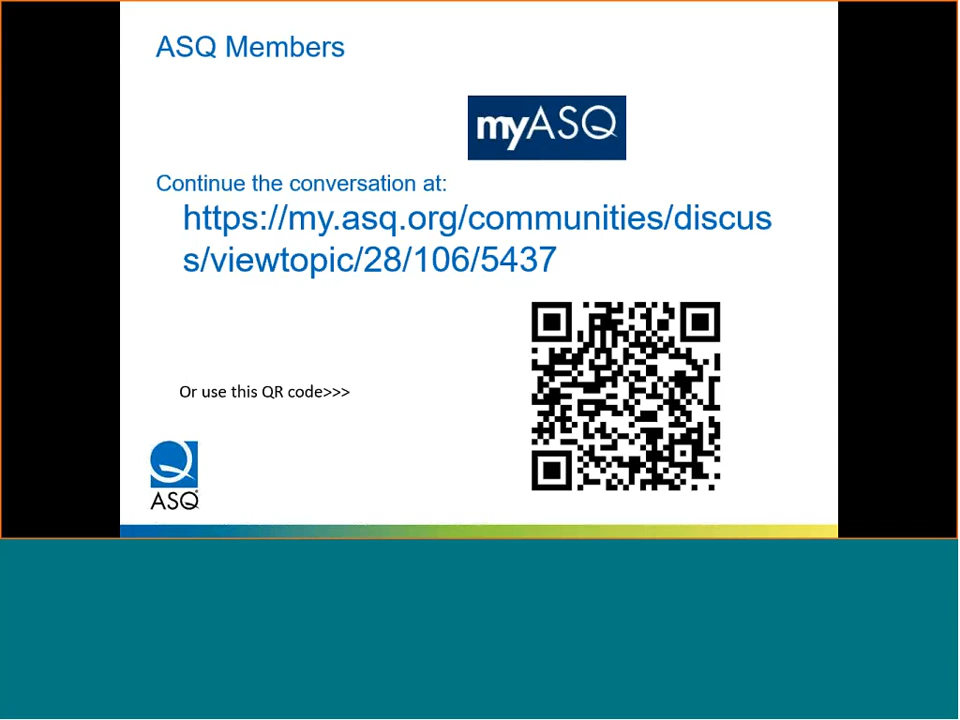 ASQ Members
myASQ
Continue the conversation at:
https://my.asq.org/communities/discus
s/viewtopic/28/106/5437
Or use this QR code>>>
ASQ